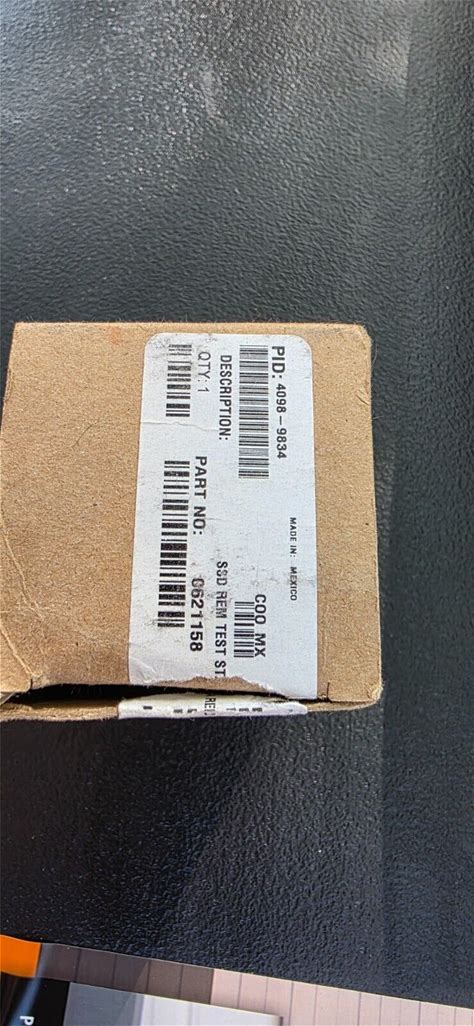 PID: 4098-9834
MADE IN: MEXICO
COO MX
DESCRIPTION:
SSD REM TEST ST
QTY: 1
PART NO: 0621158